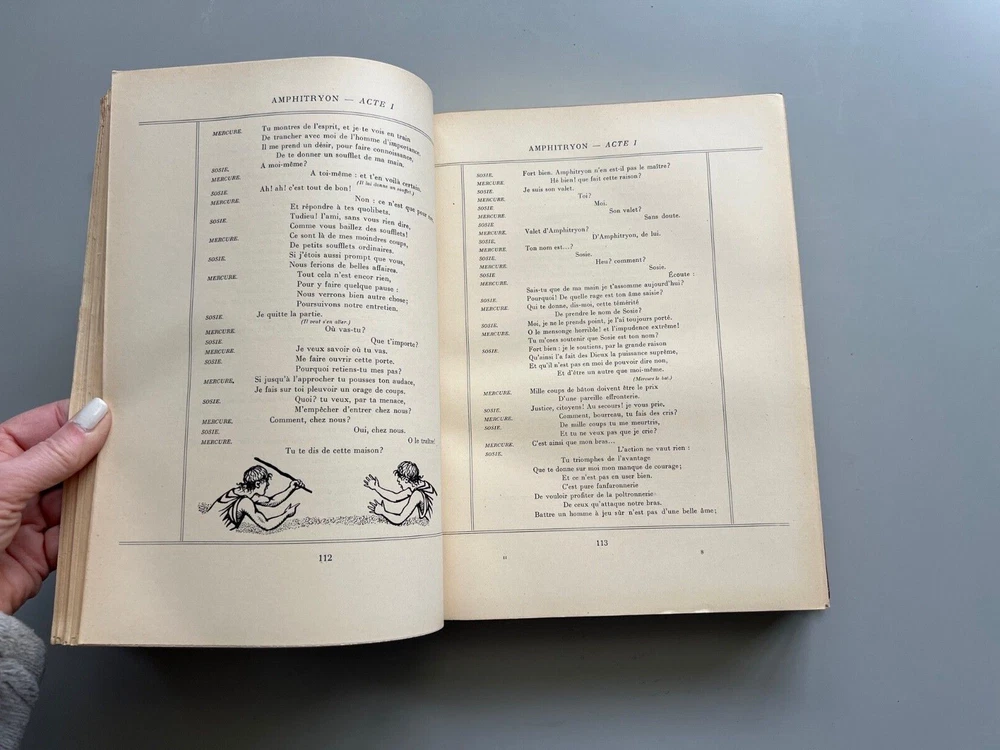 AMPHITRYON — ACTE I
MERCURE. Tu montres de l'esprit, et je te vois en train
De trancher avec moi de l'homme d'importance.
Il me prend un désir, pour faire connoissance,
De te donner un soufflet de ma main.
SOSIE. A moi-même?
MERCURE. A toi-même : et t'en voilà certain.
(Il lui donne un soufflet.)
SOSIE. Ah! ah! c'est tout de bon!
MERCURE. Non : ce n'est que pour rire,
Et répondre à tes quolibets.
SOSIE. Tudieu! l'ami, sans vous rien dire,
Comme vous baillez des soufflets!
MERCURE. Ce sont là de mes moindres coups,
De petits soufflets ordinaires.
SOSIE. Si j'étois aussi prompt que vous,
Nous ferions de belles affaires.
MERCURE. Tout cela n'est encor rien,
Pour y faire quelque pause :
Nous verrons bien autre chose;
Poursuivons notre entretien.
SOSIE. Je quitte la partie.
(Il veut s'en aller.)
MERCURE. Où vas-tu?
SOSIE. Que t'importe?
MERCURE. Je veux savoir où tu vas.
SOSIE. Me faire ouvrir cette porte.
Pourquoi retiens-tu mes pas?
MERCURE. Si jusqu'à l'approcher tu pousses ton audace,
Je fais sur toi pleuvoir un orage de coups.
SOSIE. Quoi? tu veux, par ta menace,
M'empêcher d'entrer chez nous?
MERCURE. Comment, chez nous?
SOSIE. Oui, chez nous.
MERCURE. O le traître!
Tu te dis de cette maison?
112
AMPHITRYON — ACTE I
SOSIE. Fort bien. Amphitryon n'en est-il pas le maître?
MERCURE. Hé bien! que fait cette raison?
SOSIE. Je suis son valet.
MERCURE. Toi?
SOSIE. Moi.
MERCURE. Son valet?
SOSIE. Sans doute.
MERCURE. Valet d'Amphitryon?
SOSIE. D'Amphitryon, de lui.
MERCURE. Ton nom est...?
SOSIE. Sosie.
MERCURE. Heu? comment?
SOSIE. Sosie.
MERCURE. Écoute :
Sais-tu que de ma main je t'assomme aujourd'hui?
SOSIE. Pourquoi? De quelle rage est ton âme saisie?
MERCURE. Qui te donne, dis-moi, cette témérité
De prendre le nom de Sosie?
SOSIE. Moi, je ne le prends point, je l'ai toujours porté.
MERCURE. O le mensonge horrible! et l'impudence extrême!
Tu m'oses soutenir que Sosie est ton nom?
SOSIE. Fort bien : je le soutiens, par la grande raison
Qu'ainsi l'a fait des Dieux la puissance suprême,
Et qu'il n'est pas en moi de pouvoir dire non,
Et d'être un autre que moi-même.
(Mercure le bat.)
MERCURE. Mille coups de bâton doivent être le prix
D'une pareille effronterie.
SOSIE. Justice, citoyens! Au secours! je vous prie,
MERCURE. Comment, bourreau, tu fais des cris?
SOSIE. De mille coups tu me meurtris,
Et tu ne veux pas que je crie?
MERCURE. C'est ainsi que mon bras...
SOSIE. L'action ne vaut rien :
Tu triomphes de l'avantage
Que te donne sur moi mon manque de courage;
Et ce n'est pas en user bien.
C'est pure fanfaronnerie
De vouloir profiter de la poltronnerie
De ceux qu'attaque notre bras.
Battre un homme à jeu sûr n'est pas d'une belle âme;
113
8